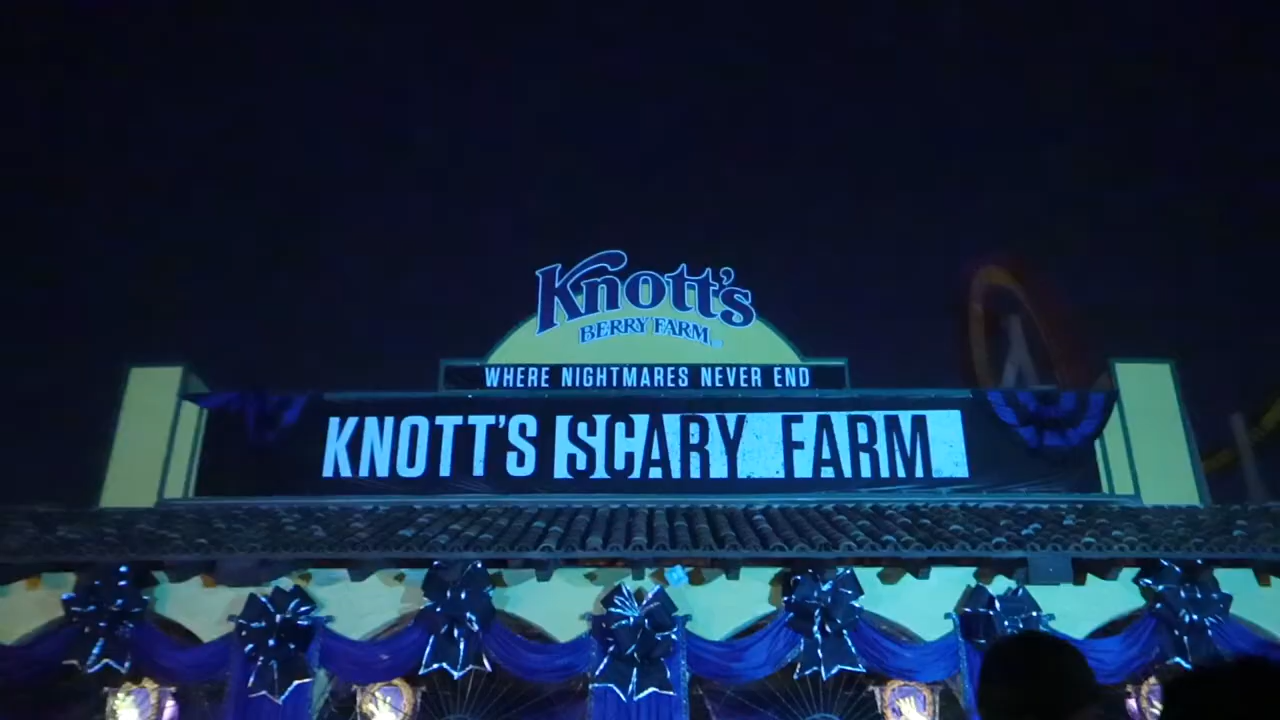 Knott's
BERRY FARM
WHERE NIGHTMARES NEVER END
KNOTT'S SCARY FARM